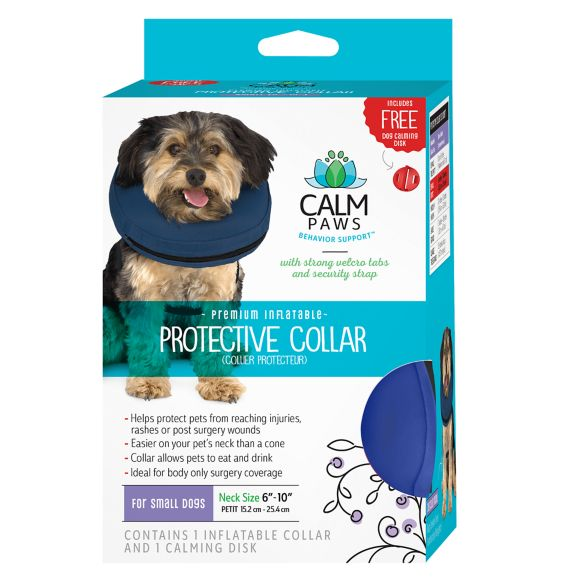 FREE
PROTECTIVE COLLAR
INCLUDES
FREE
DOG CALMING
DISK
CALM
PAWS
BEHAVIOR SUPPORT™
with strong velcro tabs
and security strap
~ PREMIUM INFLATABLE ~
PROTECTIVE COLLAR
(COLLIER PROTECTEUR)
- Helps protect pets from reaching injuries,
rashes or post surgery wounds
- Easier on your pet's neck than a cone
- Collar allows pets to eat and drink
- Ideal for body only surgery coverage
FOR SMALL DOGS
Neck Size 6"-10"
PETIT 15.2 cm - 25.4 cm
CONTAINS 1 INFLATABLE COLLAR
AND 1 CALMING DISK